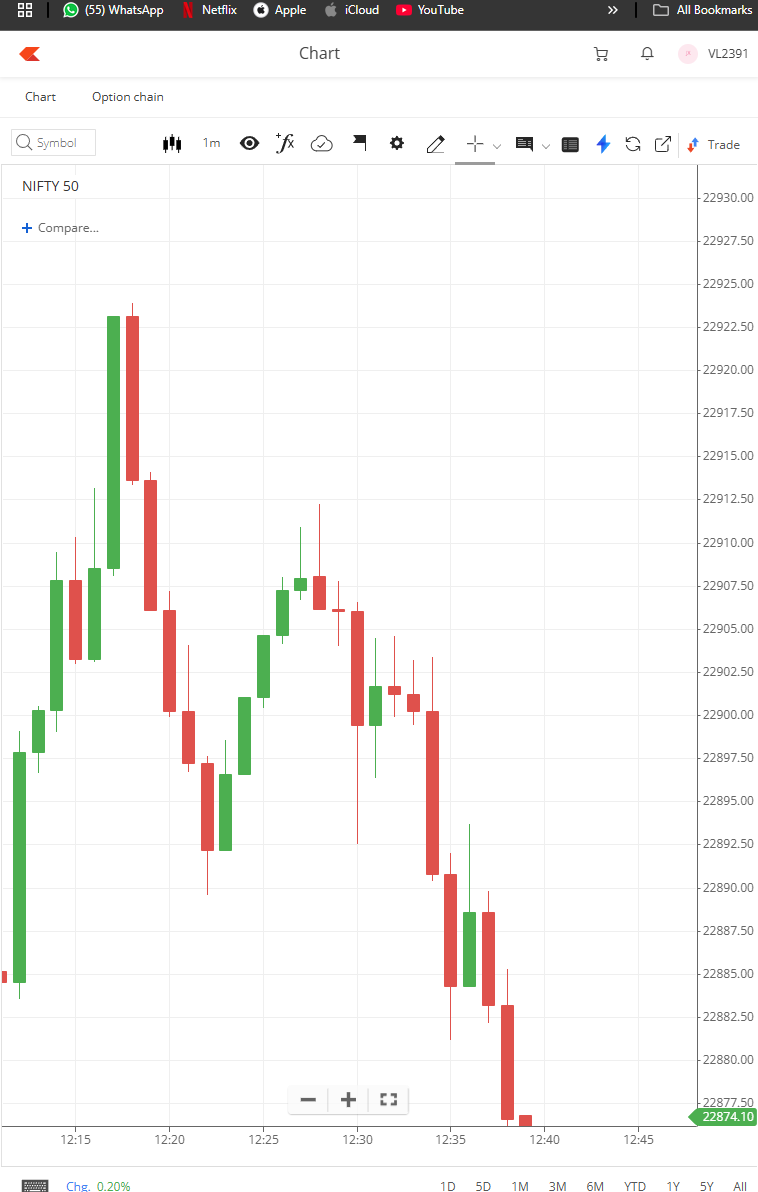 (55) WhatsApp Netflix Apple iCloud YouTube » All Bookmarks
Chart VL2391
Chart Option chain
Symbol 1m +fx Trade
NIFTY 50
+ Compare...
22930.00
22927.50
22925.00
22922.50
22920.00
22917.50
22915.00
22912.50
22910.00
22907.50
22905.00
22902.50
22900.00
22897.50
22895.00
22892.50
22890.00
22887.50
22885.00
22882.50
22880.00
22877.50
22874.10
12:15 12:20 12:25 12:30 12:35 12:40 12:45
Chg. 0.20% 1D 5D 1M 3M 6M YTD 1Y 5Y All